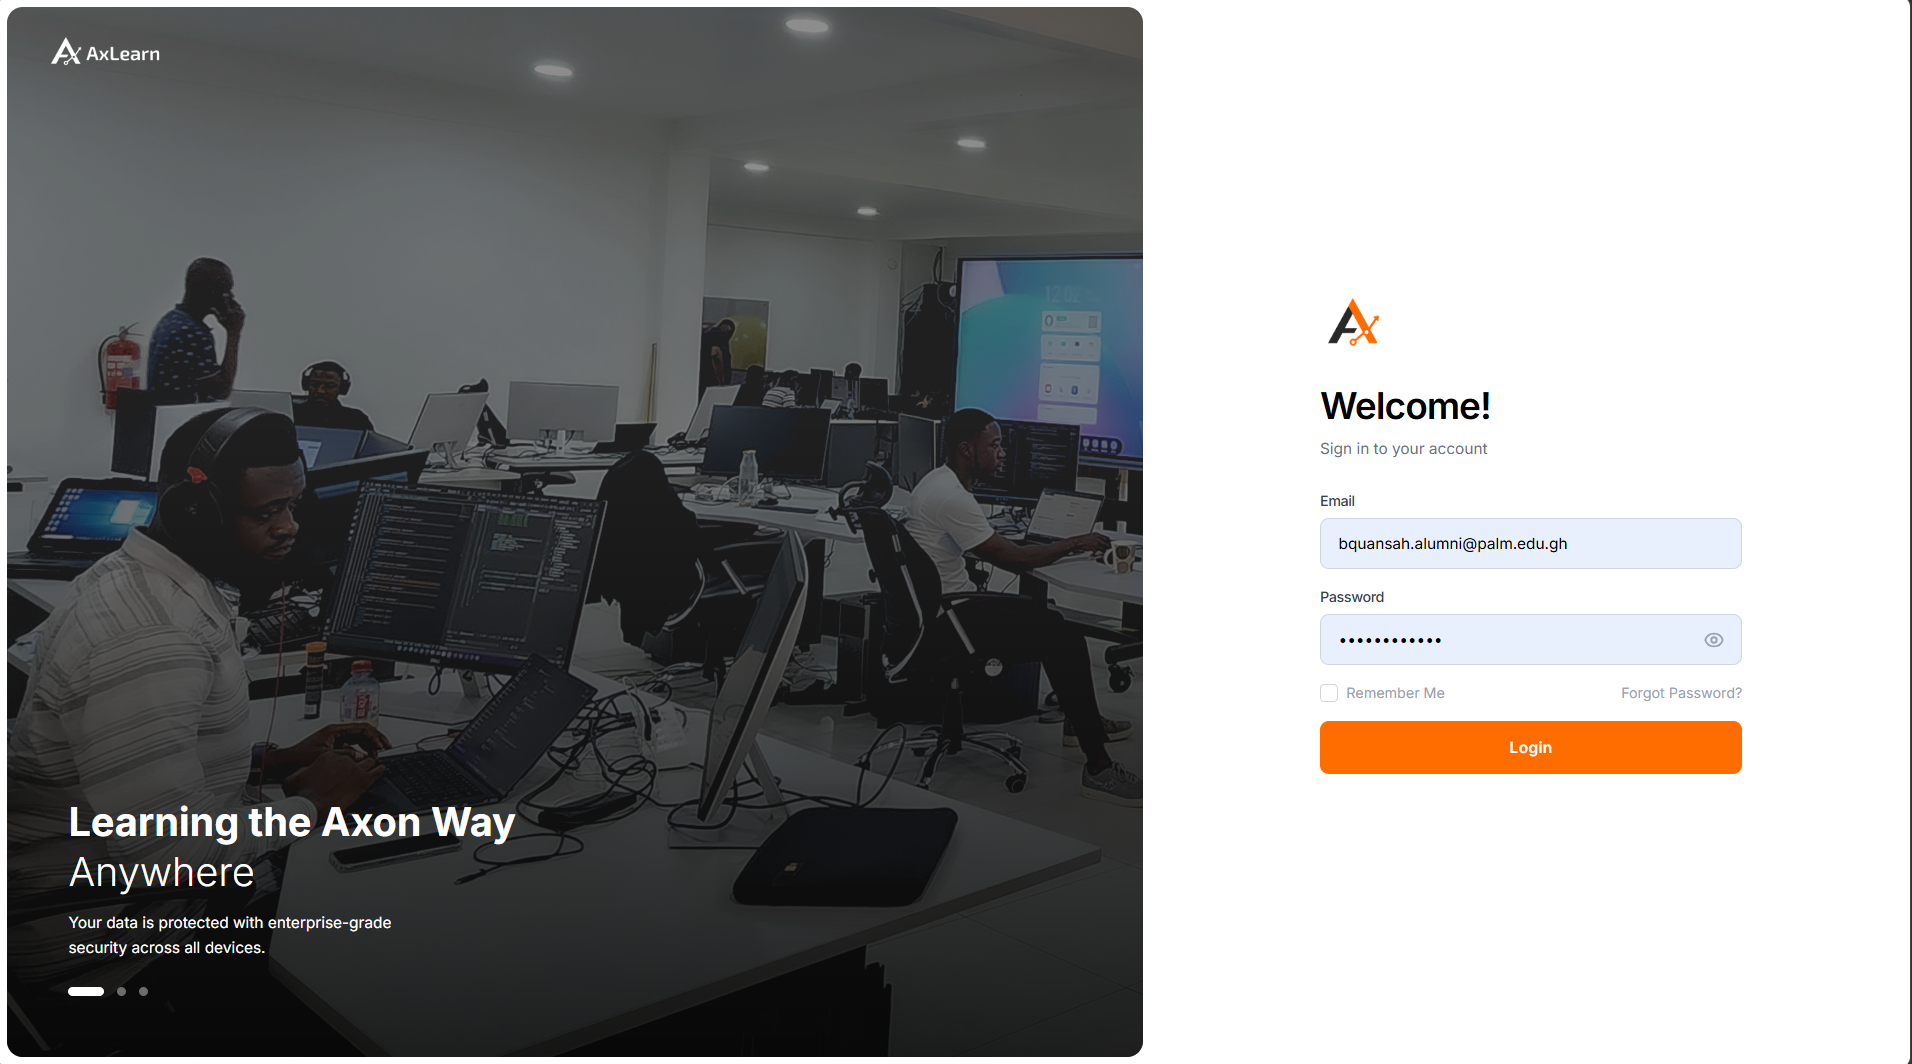 AxLearn
Learning the Axon Way
Anywhere
Your data is protected with enterprise-grade
security across all devices.
Welcome!
Sign in to your account
Email
bquansah.alumni@palm.edu.gh
Password
••••••••••••
Remember Me
Forgot Password?
Login